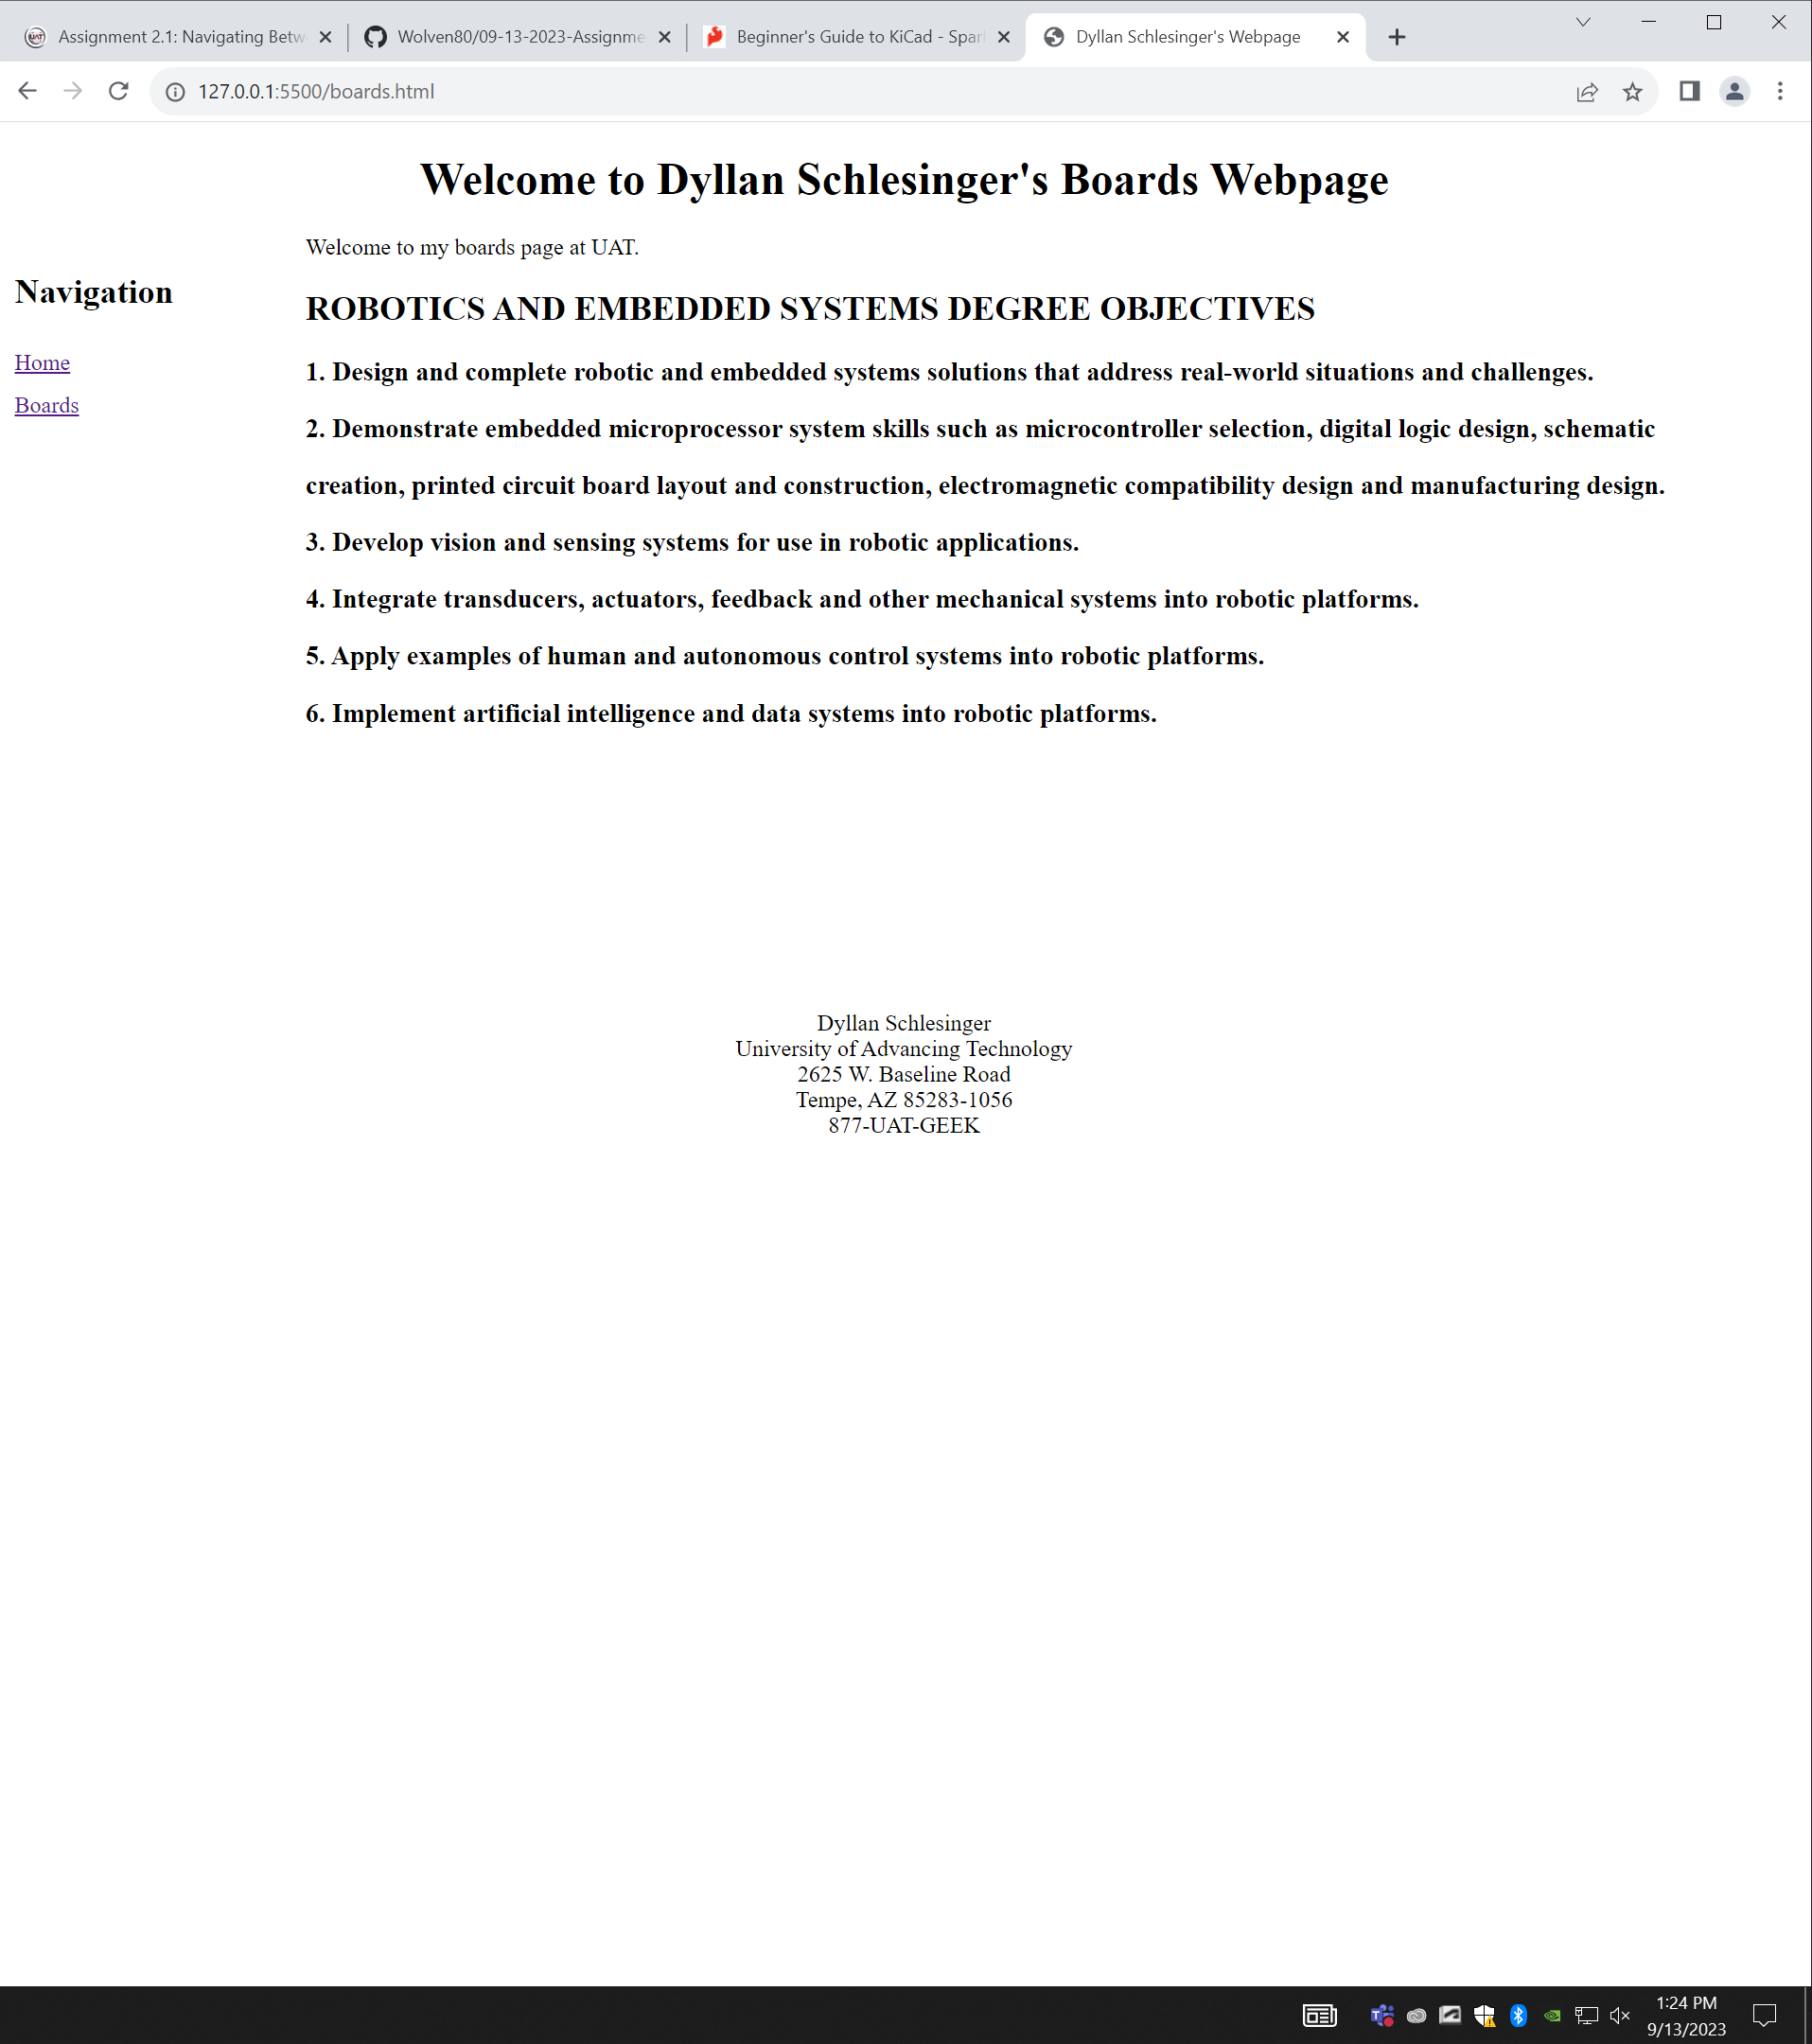 Assignment 2.1: Navigating Betw
Wolven80/09-13-2023-Assignme
Beginner's Guide to KiCad - Spar
Dyllan Schlesinger's Webpage
127.0.0.1:5500/boards.html
Welcome to Dyllan Schlesinger's Boards Webpage
Welcome to my boards page at UAT.
Navigation
Home
Boards
ROBOTICS AND EMBEDDED SYSTEMS DEGREE OBJECTIVES
1. Design and complete robotic and embedded systems solutions that address real-world situations and challenges.
2. Demonstrate embedded microprocessor system skills such as microcontroller selection, digital logic design, schematic
creation, printed circuit board layout and construction, electromagnetic compatibility design and manufacturing design.
3. Develop vision and sensing systems for use in robotic applications.
4. Integrate transducers, actuators, feedback and other mechanical systems into robotic platforms.
5. Apply examples of human and autonomous control systems into robotic platforms.
6. Implement artificial intelligence and data systems into robotic platforms.
Dyllan Schlesinger
University of Advancing Technology
2625 W. Baseline Road
Tempe, AZ 85283-1056
877-UAT-GEEK
1:24 PM
9/13/2023